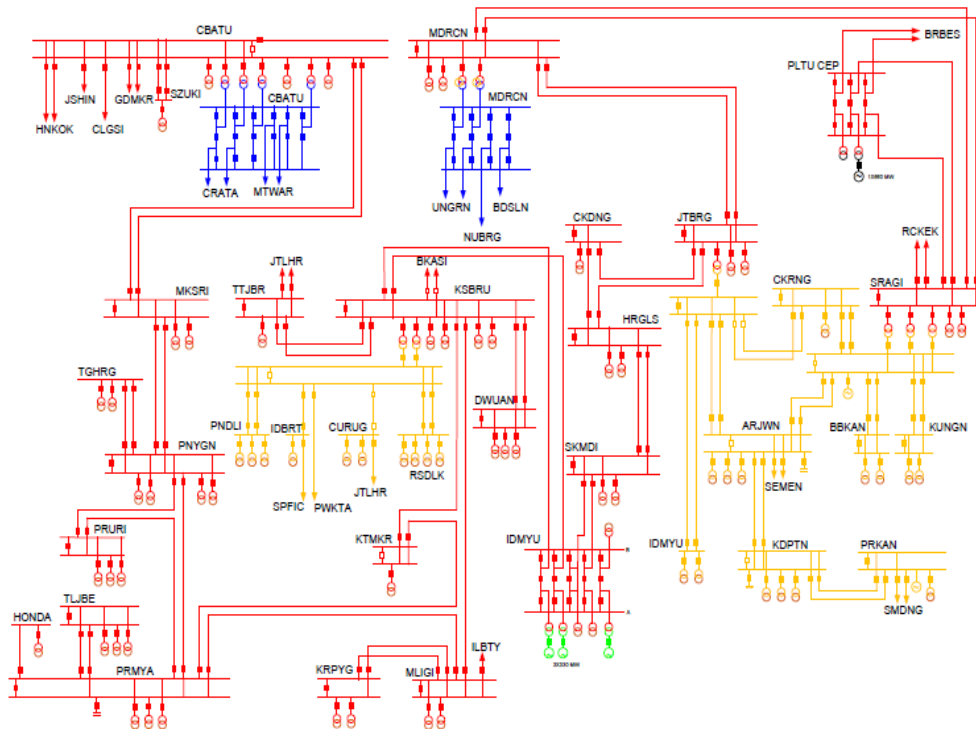 CBATU
MDRCN
BRBES
PLTU CEP
JSHIN
GDMKR
SZUKI
HNKOK
CLGSI
CBATU
MDRCN
CRATA
MTWAR
UNGRN
BDSLN
NUBRG
CKDNG
JTBRG
RCKEK
JTLHR
BKASI
MKSRI
TTJBR
KSBRU
CKRNG
SRAGI
HRGLS
TGHRG
DWUAN
PNDLI
IDBRT
CURUG
RSDLK
ARJWN
BBKAN
KUNGN
PNYGN
SKMDI
SEMEN
JTLHR
SPFIC
PWKTA
PRURI
KTMKR
IDMYU
B
IDMYU
KDPTN
PRKAN
TLJBE
HONDA
A
SMDNG
ILBTY
PRMYA
KRPYG
MLIGI